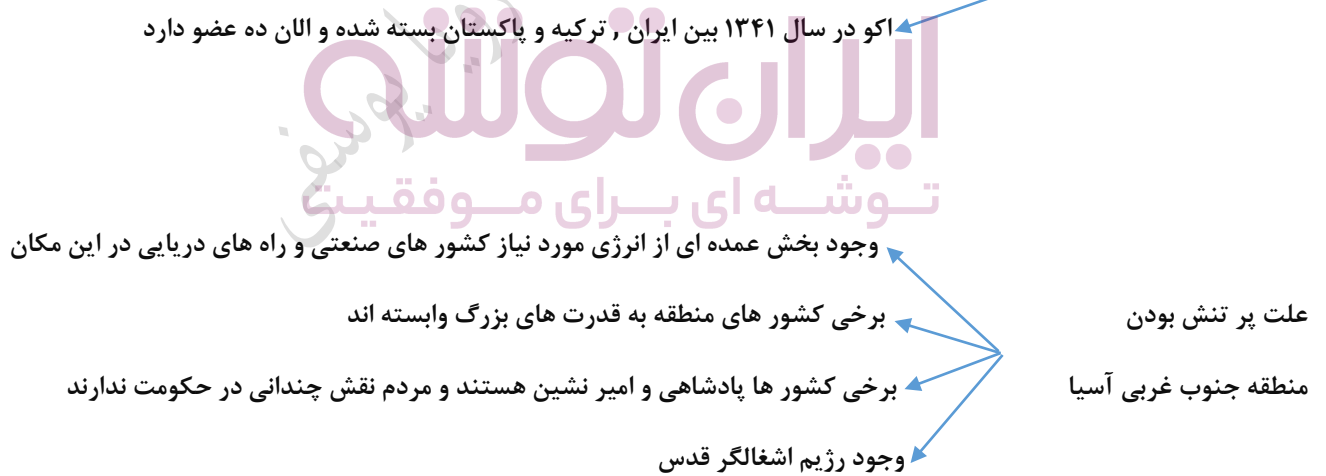 اکو در سال ۱۳۴۱ بین ایران , ترکیه و پاکستان بسته شده و الان ده عضو دارد
ایران توشه
توشه ای برای موفقیت
وجود بخش عمده ای از انرژی مورد نیاز کشور های صنعتی و راه های دریایی در این مکان
علت پر تنش بودن
برخی کشور های منطقه به قدرت های بزرگ وابسته اند
منطقه جنوب غربی آسیا
برخی کشور ها پادشاهی و امیر نشین هستند و مردم نقش چندانی در حکومت ندارند
وجود رژیم اشغالگر قدس